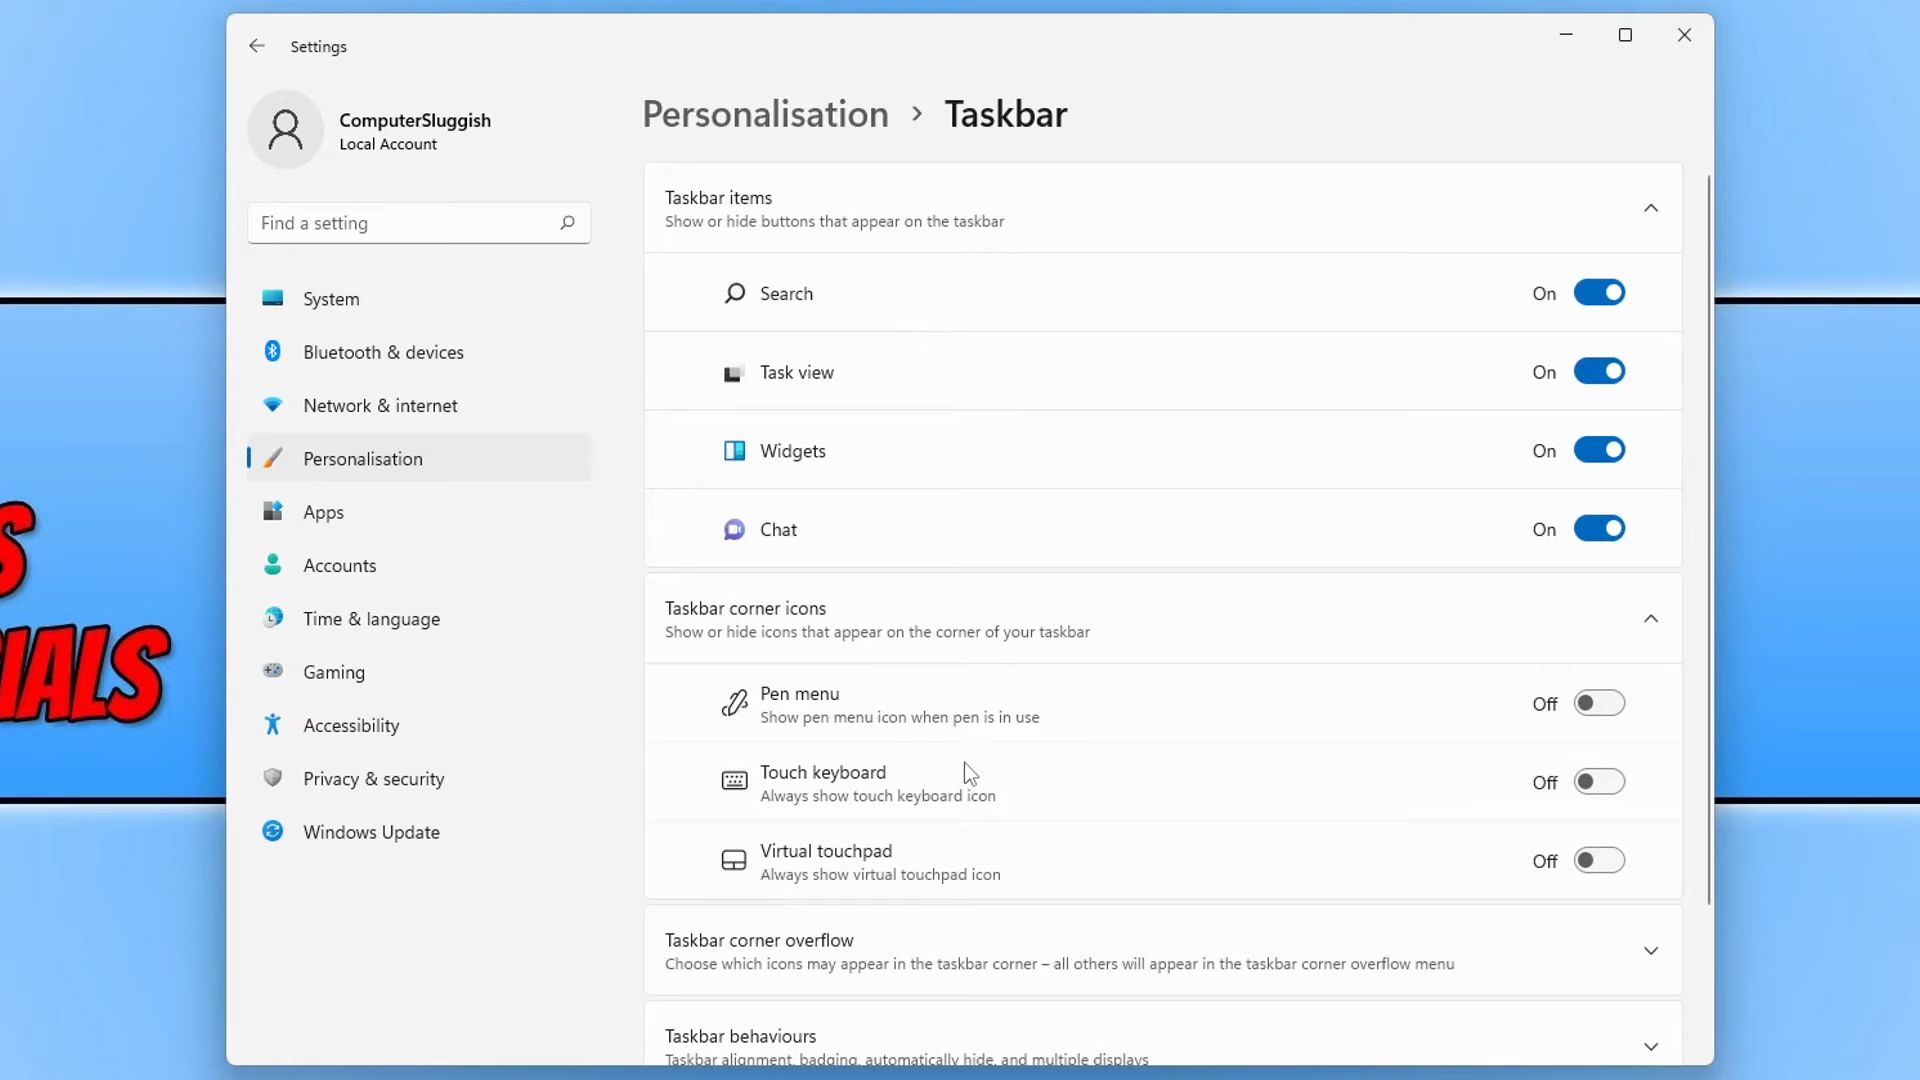 Settings
ComputerSluggish
Local Account
Find a setting
System
Bluetooth & devices
Network & internet
Personalisation
Apps
Accounts
Time & language
Gaming
Accessibility
Privacy & security
Windows Update
Personalisation > Taskbar
Taskbar items
Show or hide buttons that appear on the taskbar
Search On
Task view On
Widgets On
Chat On
Taskbar corner icons
Show or hide icons that appear on the corner of your taskbar
Pen menu
Show pen menu icon when pen is in use
Off
Touch keyboard
Always show touch keyboard icon
Off
Virtual touchpad
Always show virtual touchpad icon
Off
Taskbar corner overflow
Choose which icons may appear in the taskbar corner – all others will appear in the taskbar corner overflow menu
Taskbar behaviours
Taskbar alignment, badging, automatically hide, and multiple displays